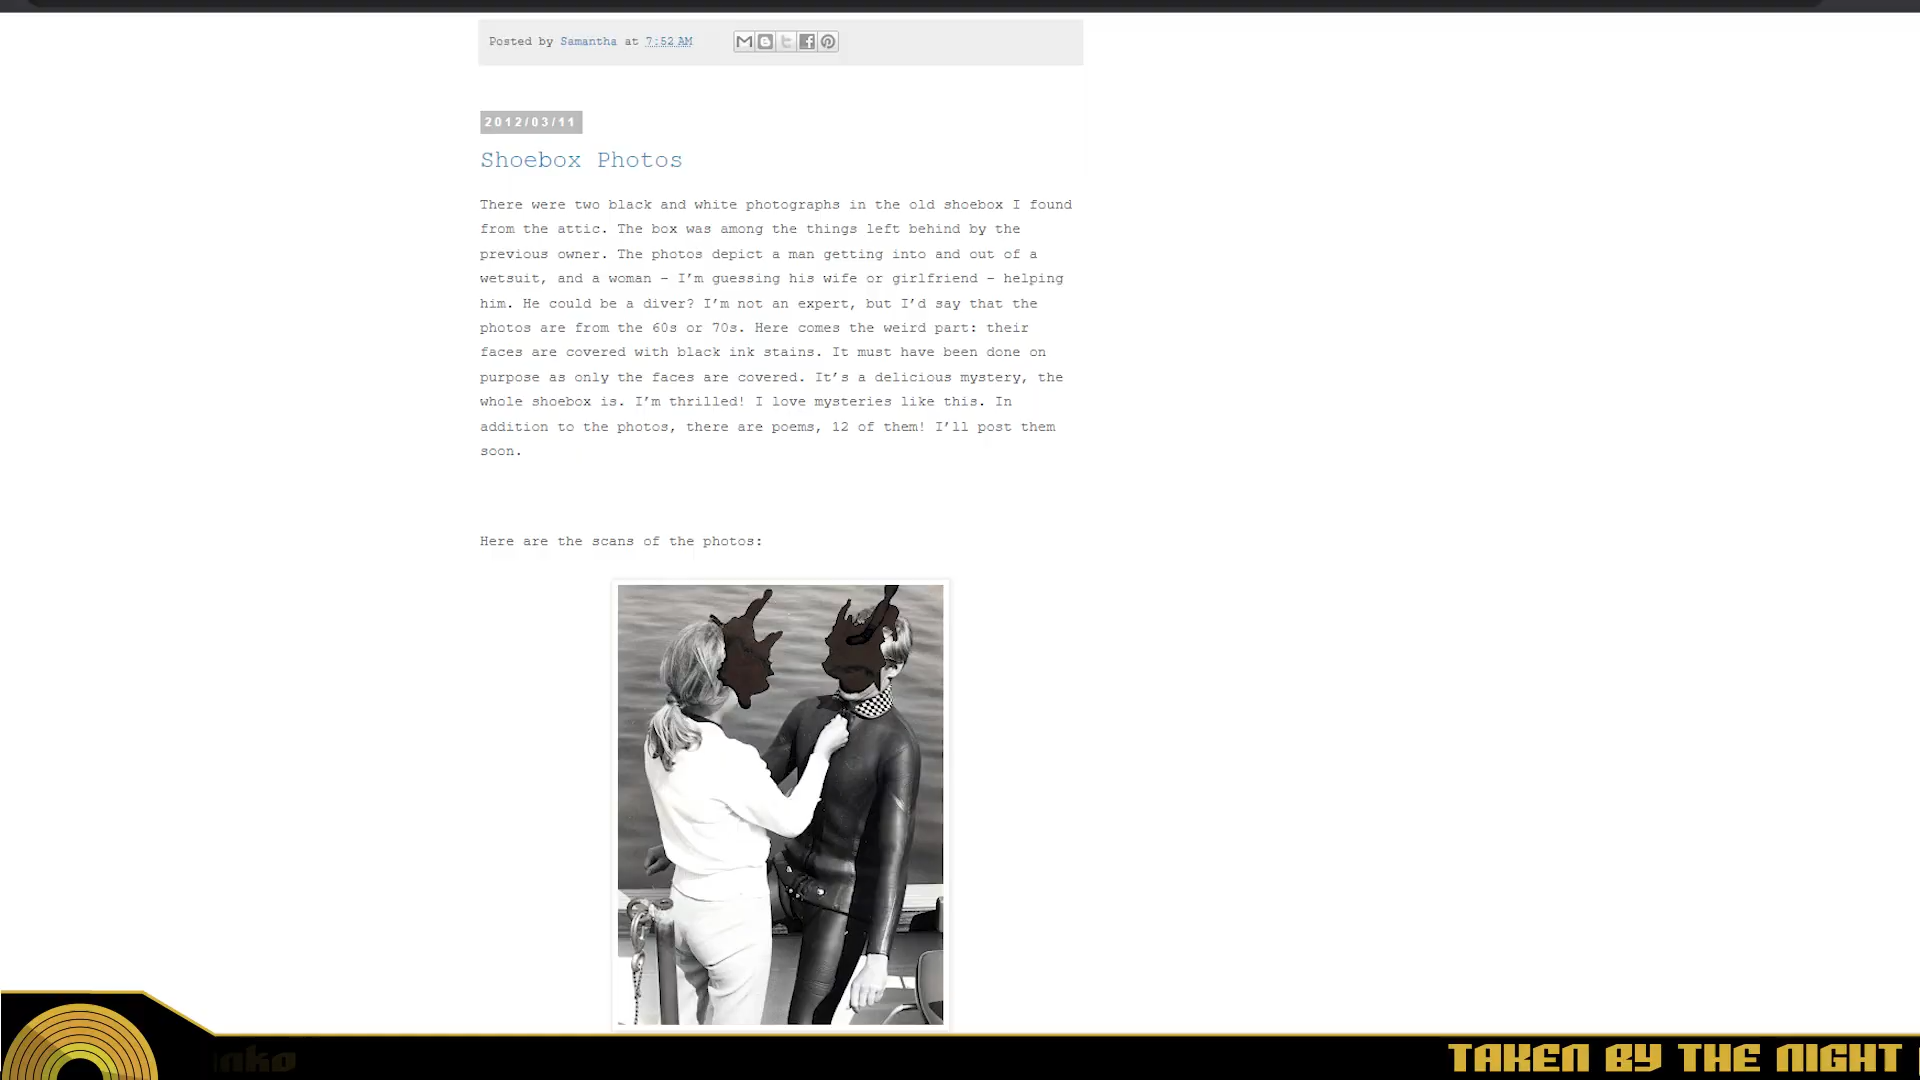 Posted by Samantha at 7:52 AM
2012/03/11
Shoebox Photos
There were two black and white photographs in the old shoebox I found
from the attic. The box was among the things left behind by the
previous owner. The photos depict a man getting into and out of a
wetsuit, and a woman – I’m guessing his wife or girlfriend – helping
him. He could be a diver? I’m not an expert, but I’d say that the
photos are from the 60s or 70s. Here comes the weird part: their
faces are covered with black ink stains. It must have been done on
purpose as only the faces are covered. It’s a delicious mystery, the
whole shoebox is. I’m thrilled! I love mysteries like this. In
addition to the photos, there are poems, 12 of them! I’ll post them
soon.
Here are the scans of the photos:
TAKEN BY THE NIGHT